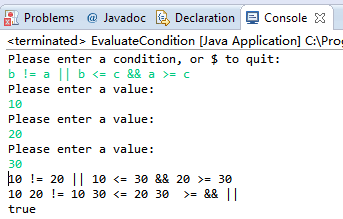 Problems @ Javadoc Declaration Console
<terminated> EvaluateCondition [Java Application] C:\Prog
Please enter a condition, or $ to quit:
b != a || b <= c && a >= c
Please enter a value:
10
Please enter a value:
20
Please enter a value:
30
10 != 20 || 10 <= 30 && 20 >= 30
10 20 != 10 30 <= 20 30  >= && ||
true